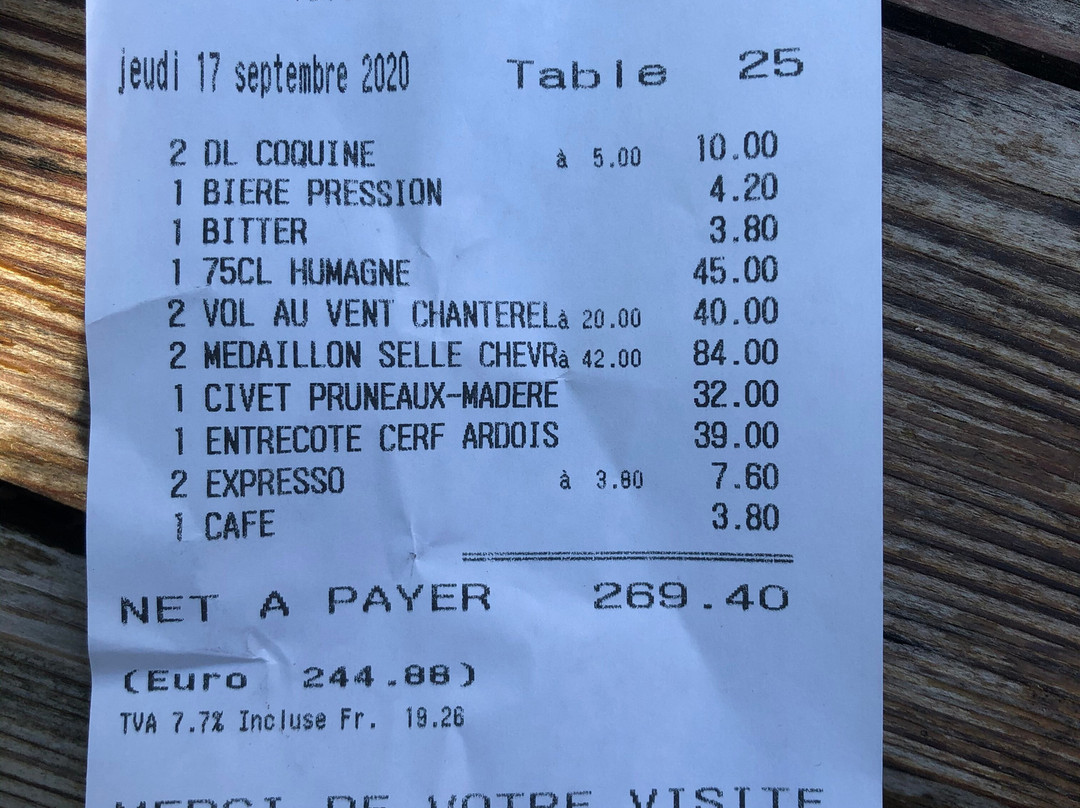 jeudi 17 septembre 2020 Table 25
2 DL COQUINE à 5.00 10.00
1 BIERE PRESSION 4.20
1 BITTER 3.80
1 75CL HUMAGNE 45.00
2 VOL AU VENT CHANTERELà 20.00 40.00
2 MEDAILLON SELLE CHEVRà 42.00 84.00
1 CIVET PRUNEAUX-MADERE 32.00
1 ENTRECOTE CERF ARDOIS 39.00
2 EXPRESSO à 3.80 7.60
1 CAFE 3.80
NET A PAYER 269.40
(Euro 244.88)
TVA 7.7% Incluse Fr. 19.26
MERCI DE VOTRE VISITE